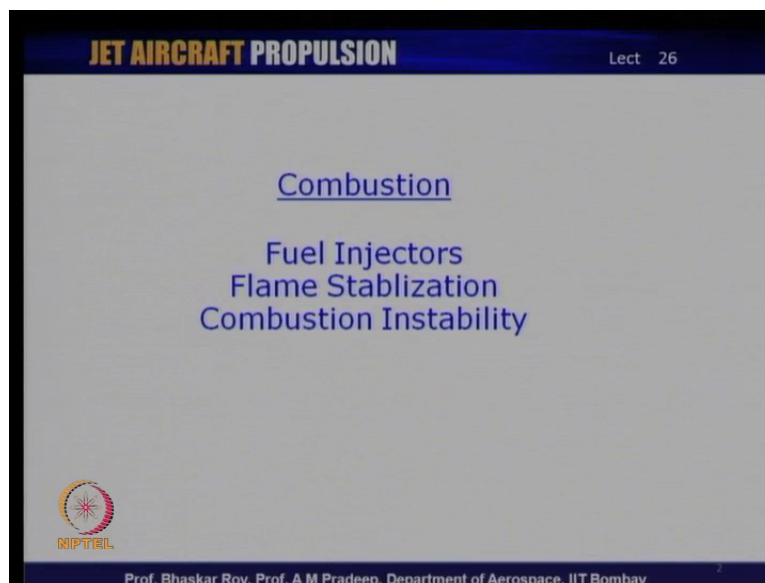 JET AIRCRAFT PROPULSION
Lect 26
Combustion
Fuel Injectors
Flame Stablization
Combustion Instability
NPTEL
2
Prof. Bhaskar Roy, Prof. A M Pradeep, Department of Aerospace, IIT Bombay